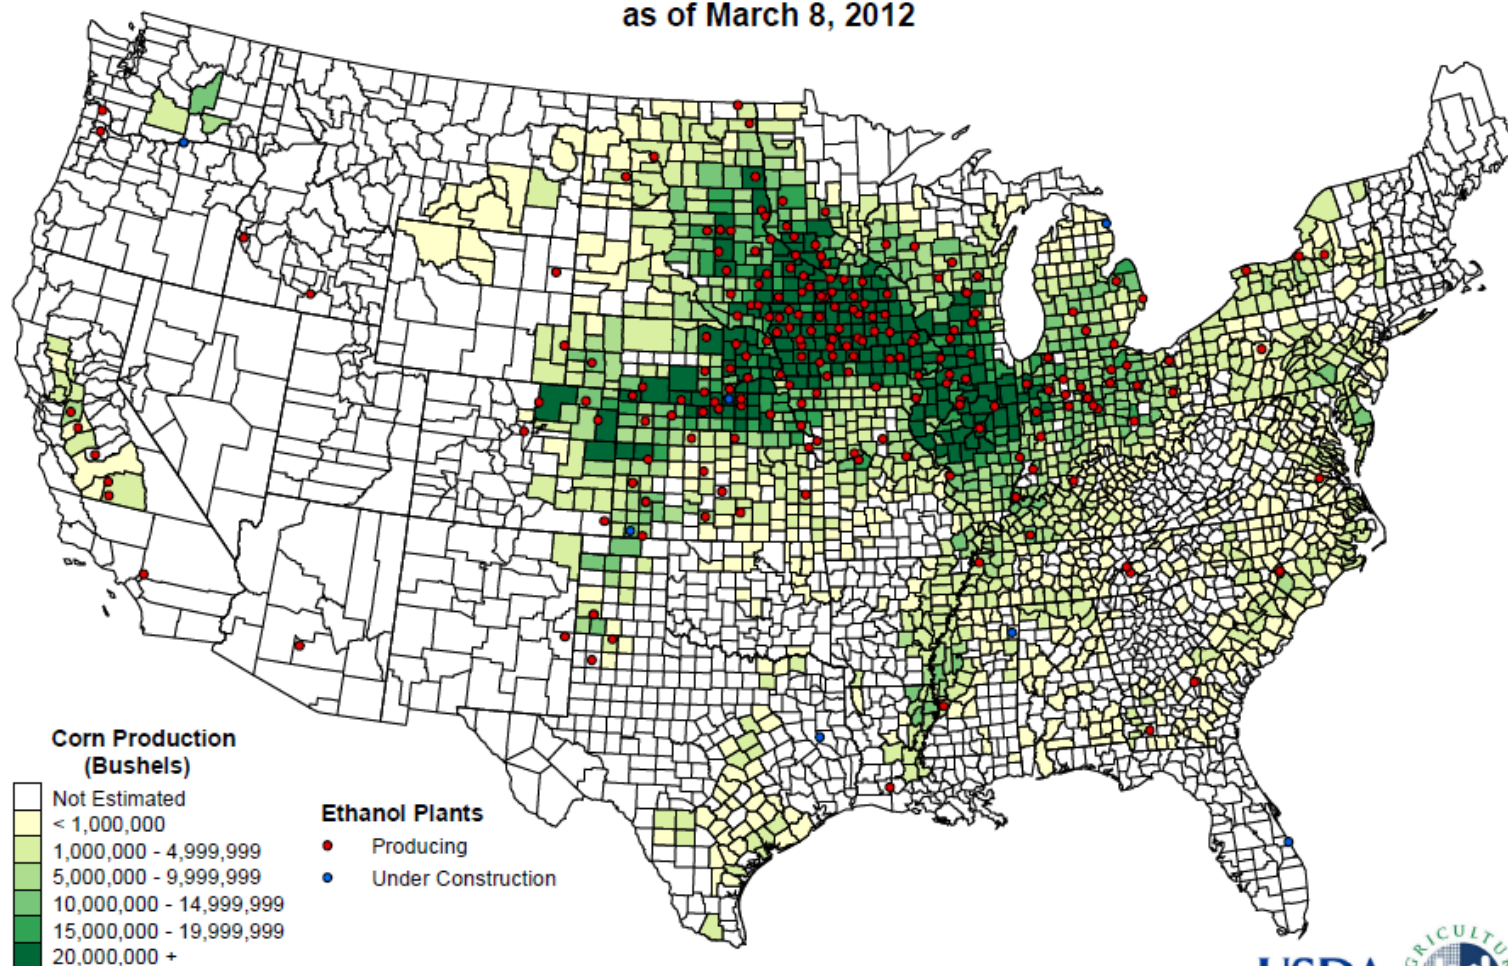 as of March 8, 2012
Corn Production
(Bushels)
Not Estimated
< 1,000,000
1,000,000 - 4,999,999
5,000,000 - 9,999,999
10,000,000 - 14,999,999
15,000,000 - 19,999,999
20,000,000 +
Ethanol Plants
Producing
Under Construction
USDA